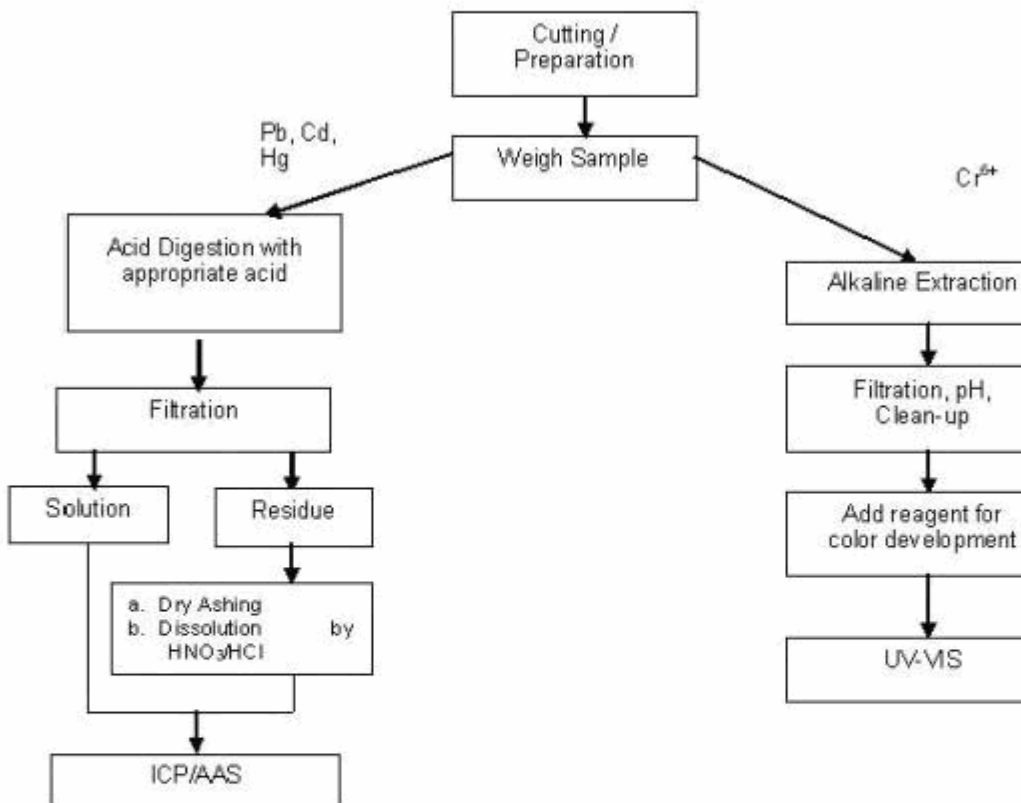 Cutting /
Preparation
Pb, Cd,
Hg
Weigh Sample
Cr⁶⁺
Acid Digestion with
appropriate acid
Alkaline Extraction
Filtration
Filtration, pH,
Clean-up
Solution
Residue
Add reagent for
color development
a. Dry Ashing
b. Dissolution by
HNO₃/HCl
UV-VIS
ICP/AAS